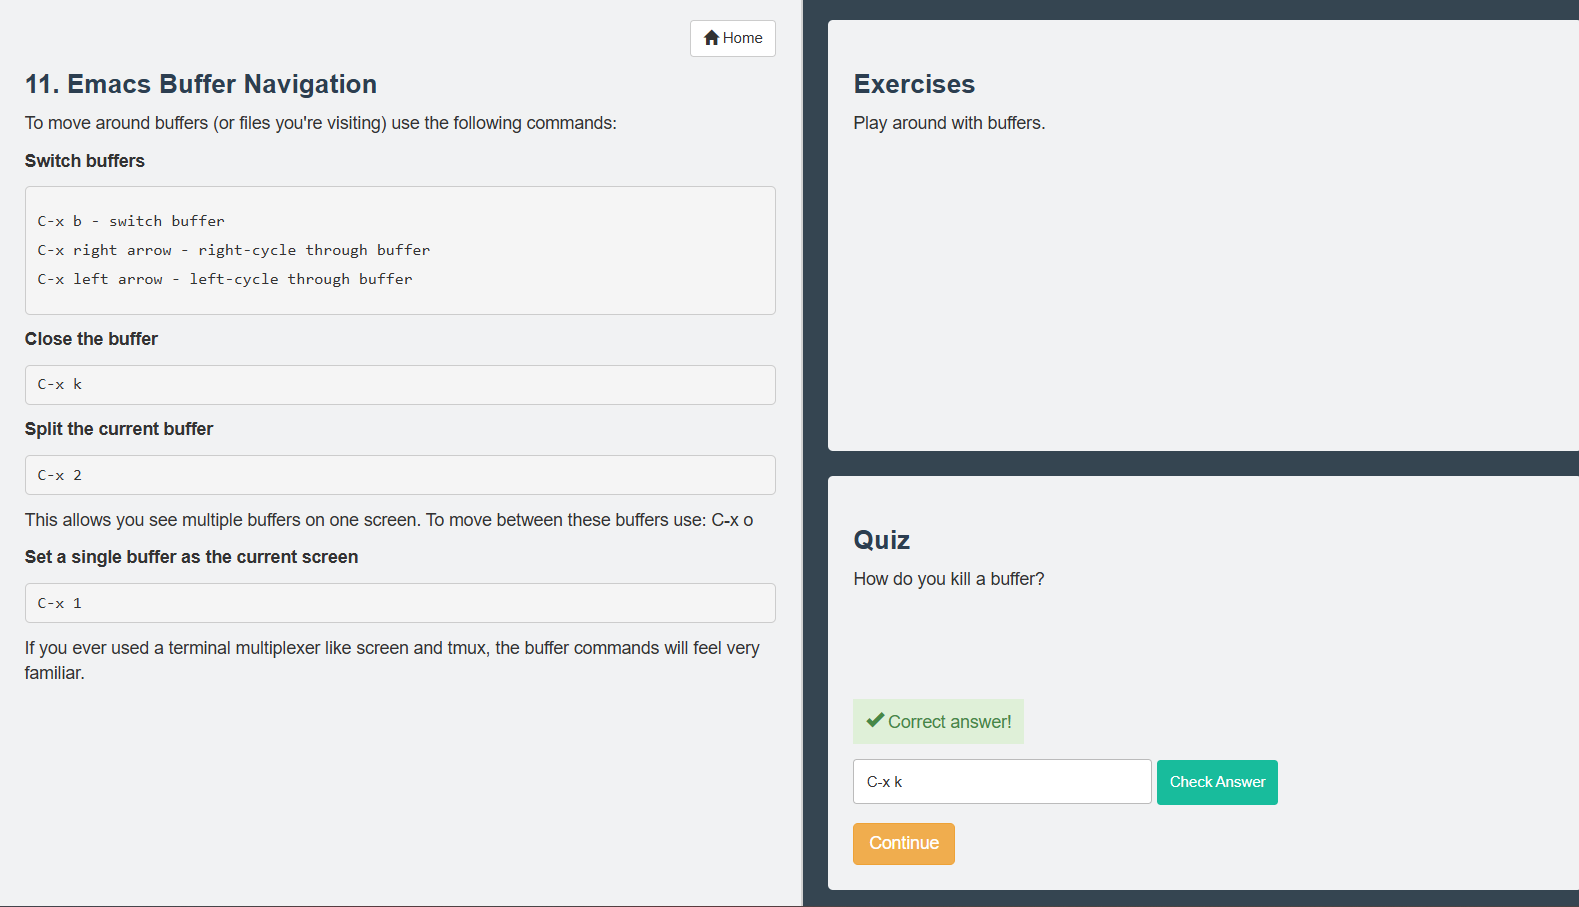 Home
11. Emacs Buffer Navigation
To move around buffers (or files you're visiting) use the following commands:
Switch buffers
C-x b - switch buffer
C-x right arrow - right-cycle through buffer
C-x left arrow - left-cycle through buffer
Close the buffer
C-x k
Split the current buffer
C-x 2
This allows you see multiple buffers on one screen. To move between these buffers use: C-x o
Set a single buffer as the current screen
C-x 1
If you ever used a terminal multiplexer like screen and tmux, the buffer commands will feel very
familiar.
Exercises
Play around with buffers.
Quiz
How do you kill a buffer?
Correct answer!
C-x k
Check Answer
Continue